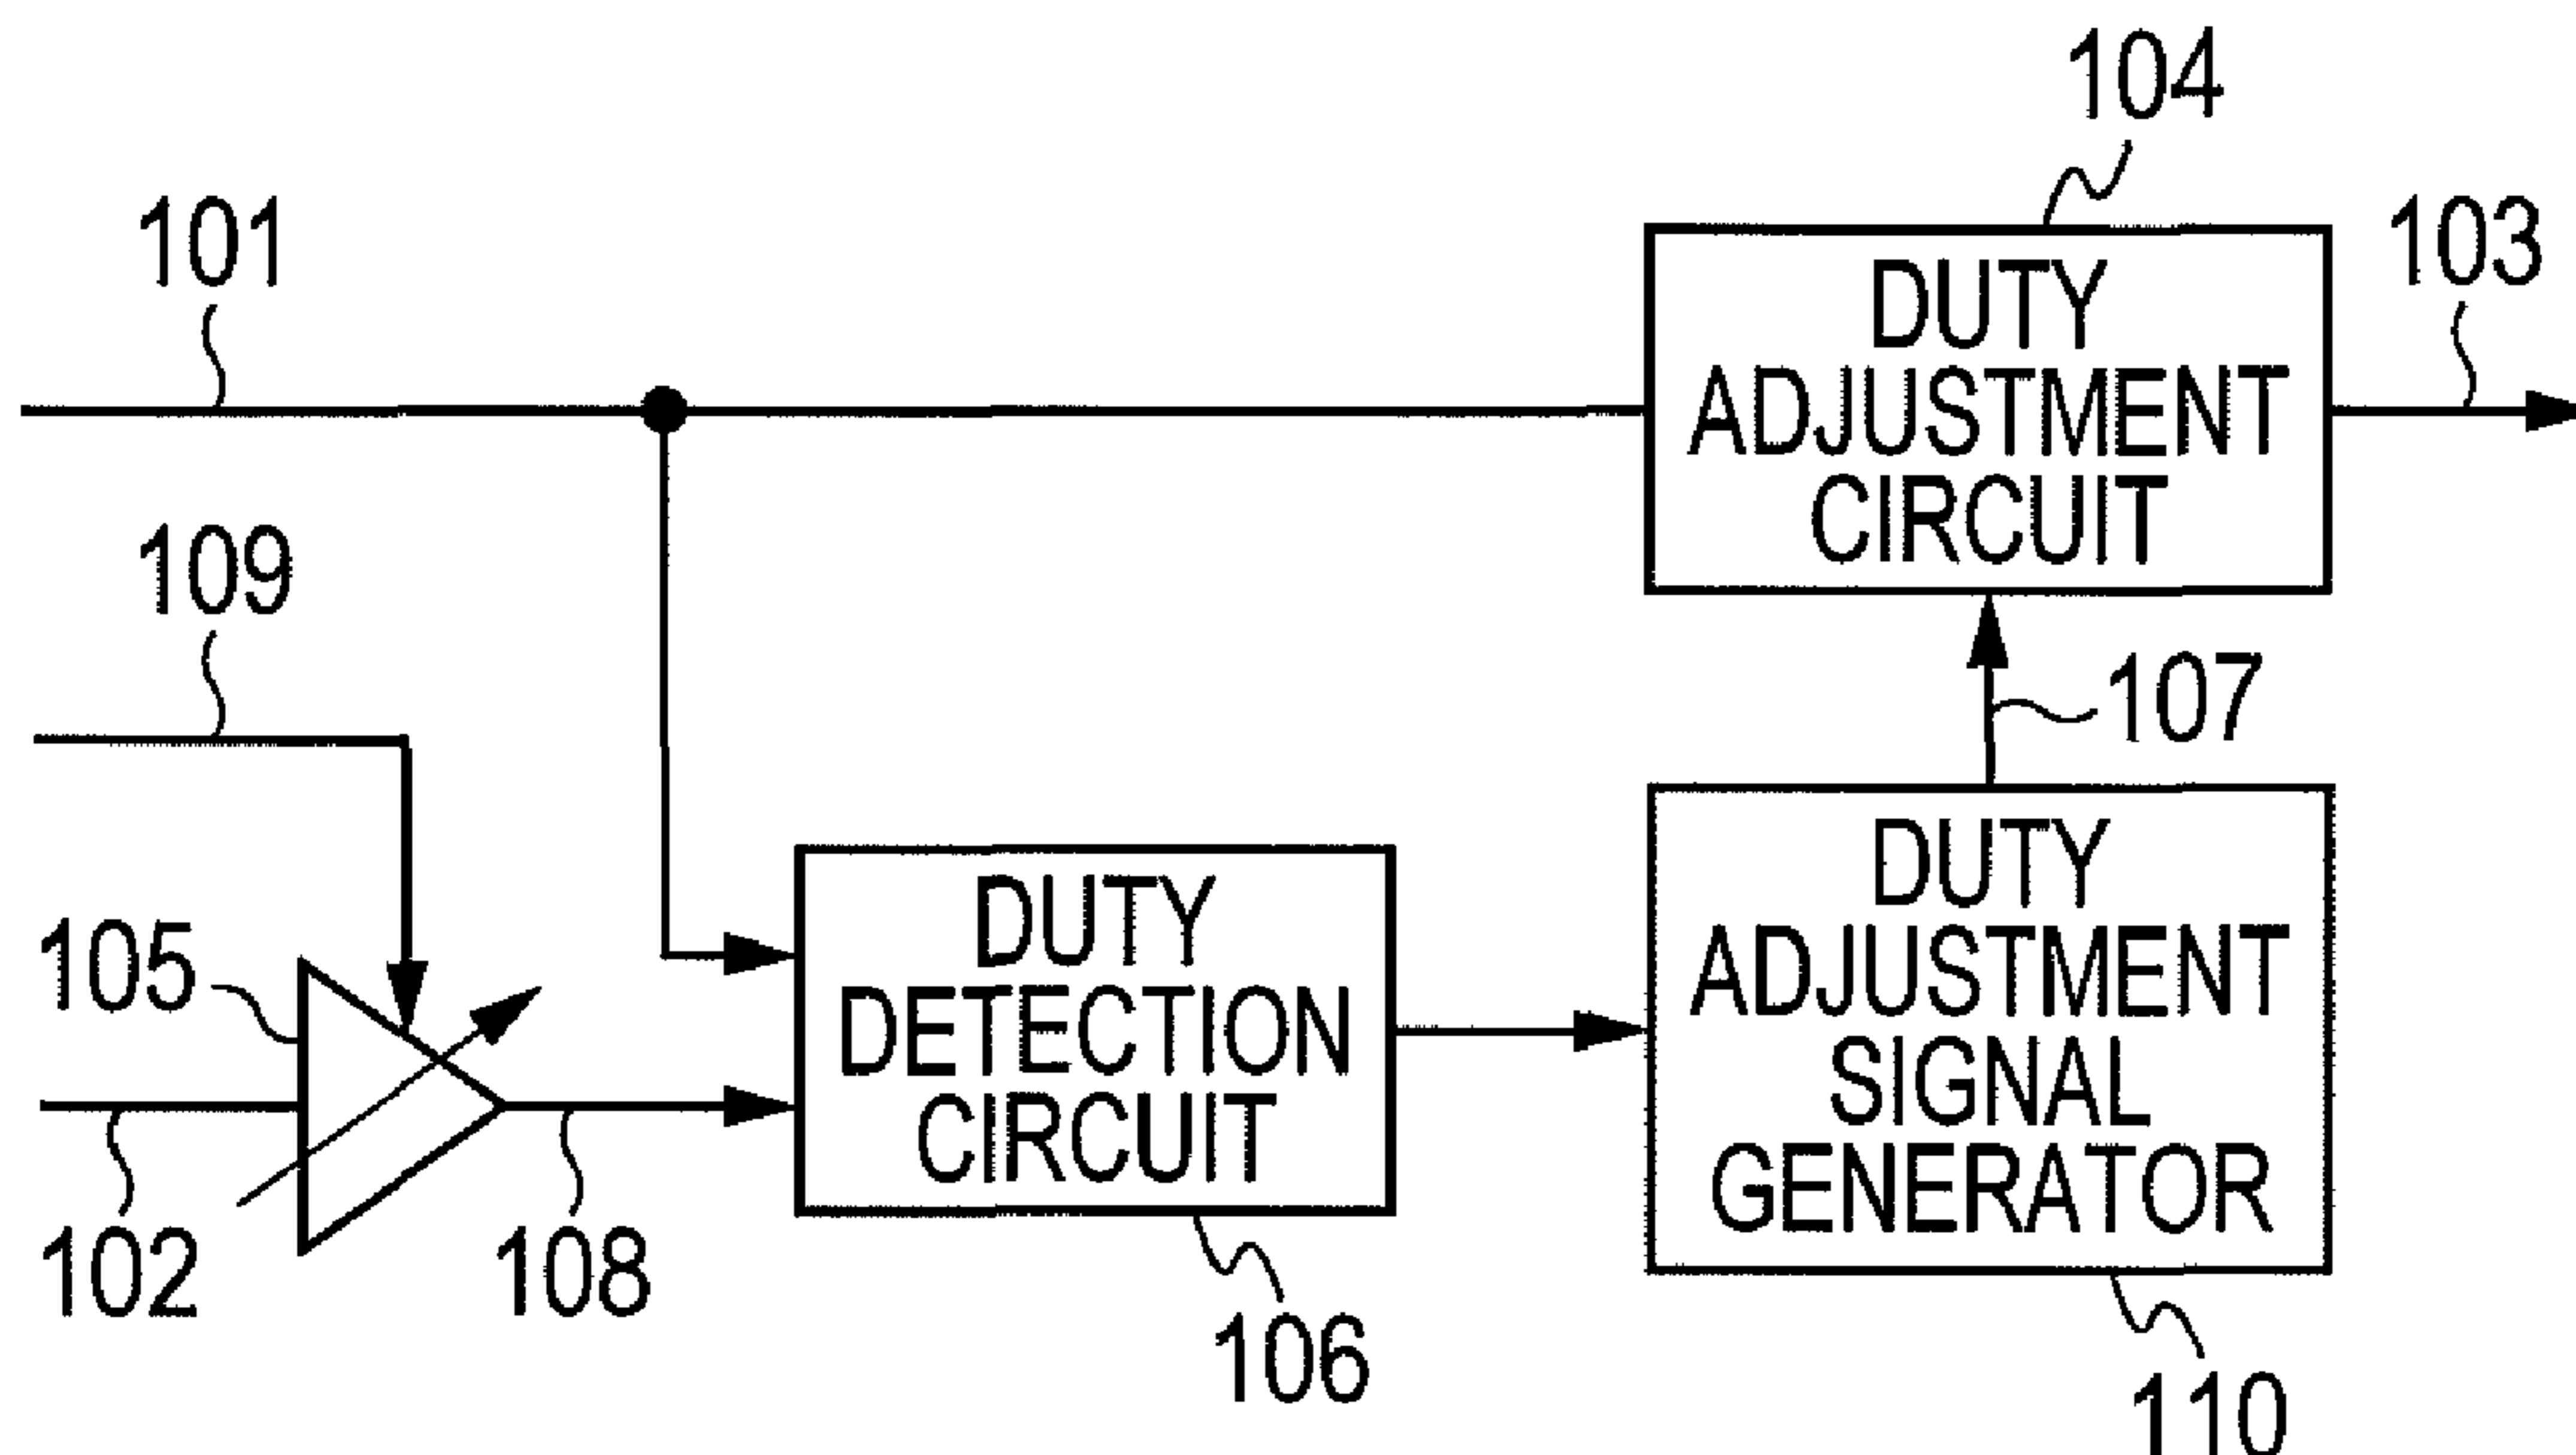 104
101
103
DUTY
ADJUSTMENT
CIRCUIT
109
107
105
DUTY
DETECTION
CIRCUIT
DUTY
ADJUSTMENT
SIGNAL
GENERATOR
102
108
106
110